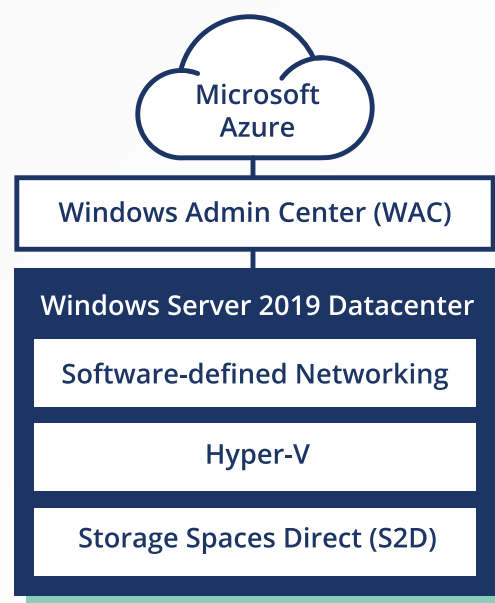 Microsoft
Azure
Windows Admin Center (WAC)
Windows Server 2019 Datacenter
Software-defined Networking
Hyper-V
Storage Spaces Direct (S2D)